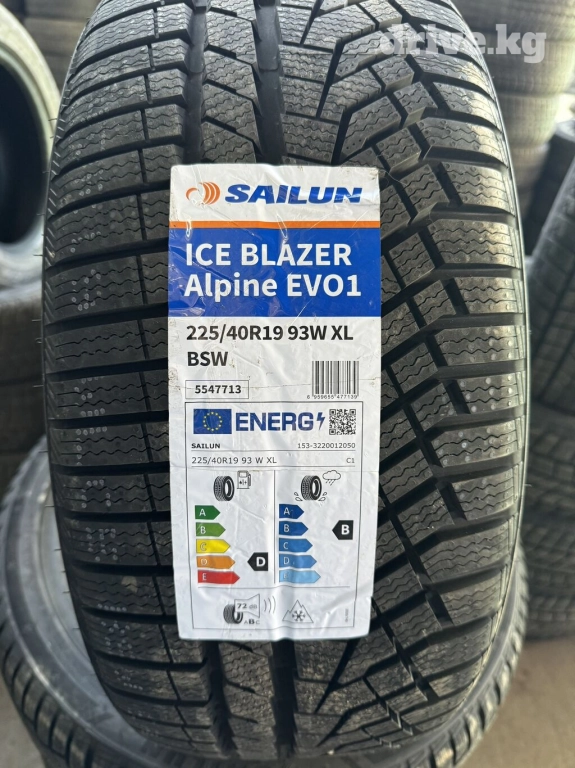 drive.kg
SAILUN
ICE BLAZER
Alpine EVO1
225/40R19 93W XL
BSW
5547713
ENERG
SAILUN 153-3220012050
225/40R19 93 W XL C1
A A
B B B
C C
D D D
E
72 dB
ABC